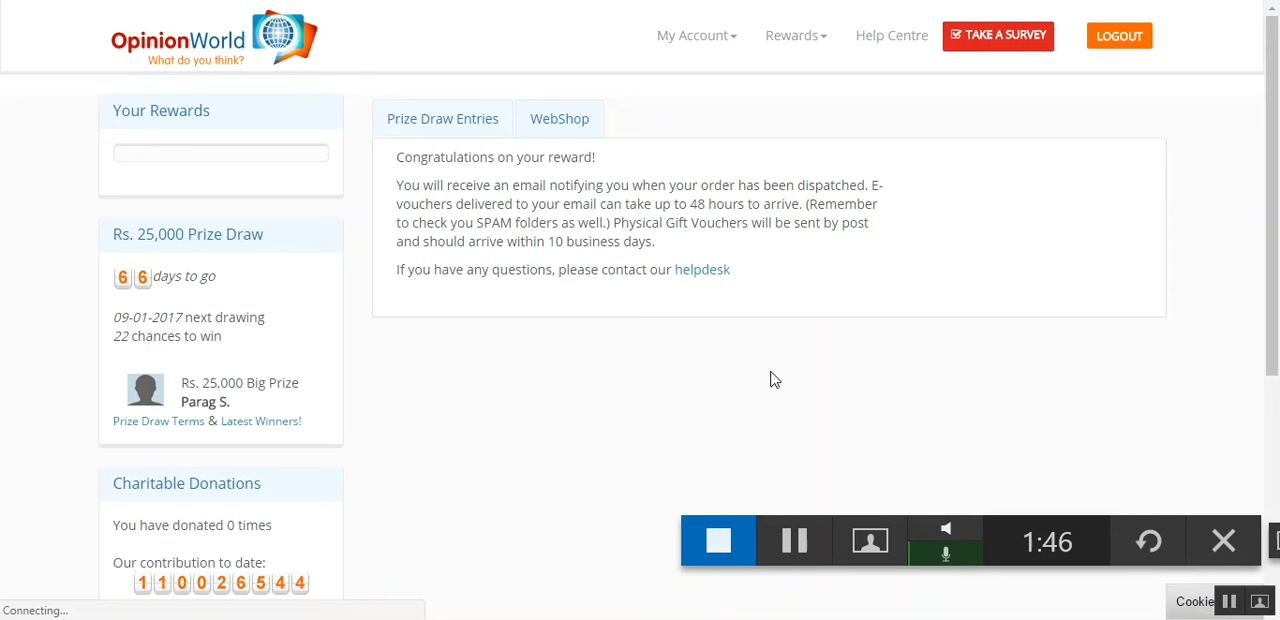 OpinionWorld
What do you think?
My Account
Rewards
Help Centre
TAKE A SURVEY
LOGOUT
Your Rewards
Rs. 25,000 Prize Draw
66 days to go
09-01-2017 next drawing
22 chances to win
Rs. 25,000 Big Prize
Parag S.
Prize Draw Terms & Latest Winners!
Charitable Donations
You have donated 0 times
Our contribution to date:
110026544
Prize Draw Entries
WebShop
Congratulations on your reward!
You will receive an email notifying you when your order has been dispatched. E-
vouchers delivered to your email can take up to 48 hours to arrive. (Remember
to check you SPAM folders as well.) Physical Gift Vouchers will be sent by post
and should arrive within 10 business days.
If you have any questions, please contact our helpdesk
1:46
Cookie
Connecting...